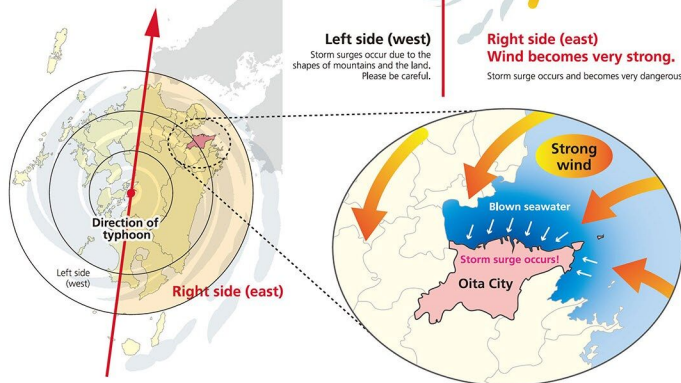 Left side (west)
Storm surges occur due to the
shapes of mountains and the land.
Please be careful.
Right side (east)
Wind becomes very strong.
Storm surge occurs and becomes very dangerous
Direction of
typhoon
Left side
(west)
Right side (east)
Strong
wind
Blown seawater
Storm surge occurs!
Oita City